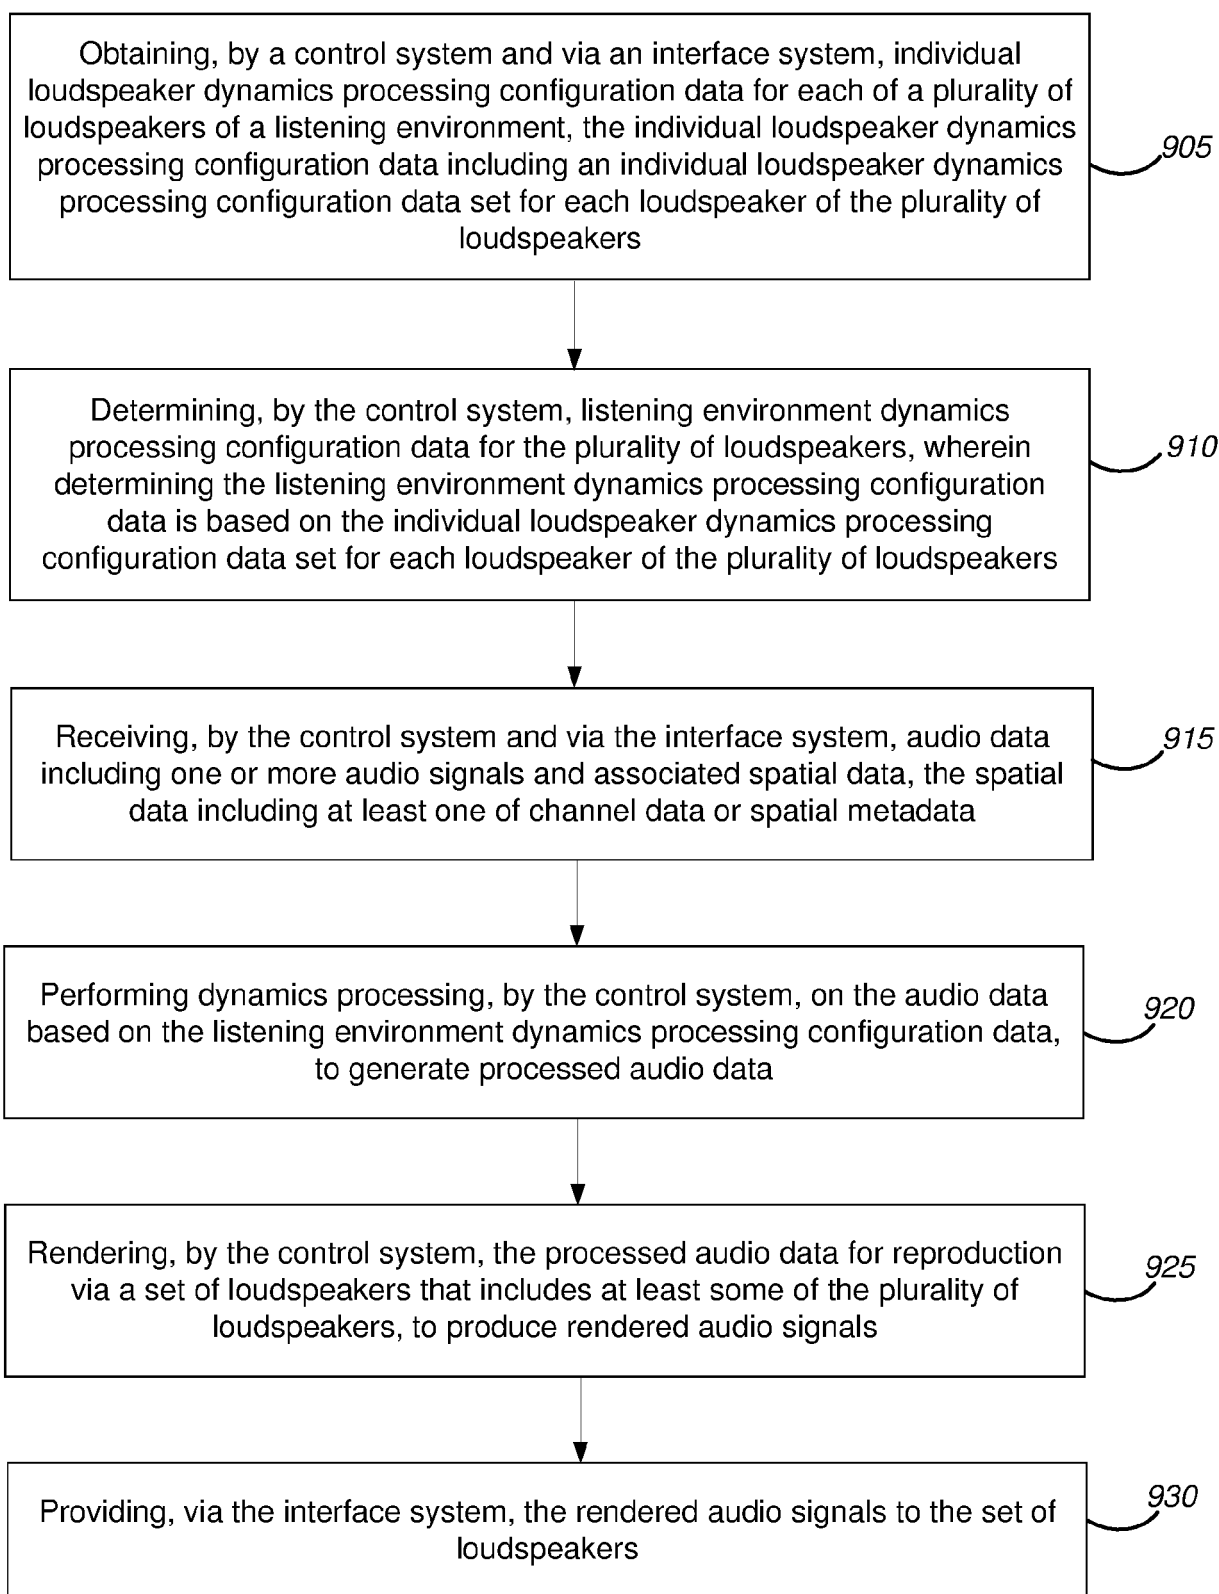 Obtaining, by a control system and via an interface system, individual
loudspeaker dynamics processing configuration data for each of a plurality of
loudspeakers of a listening environment, the individual loudspeaker dynamics
processing configuration data including an individual loudspeaker dynamics
processing configuration data set for each loudspeaker of the plurality of
loudspeakers
905
Determining, by the control system, listening environment dynamics
processing configuration data for the plurality of loudspeakers, wherein
determining the listening environment dynamics processing configuration
data is based on the individual loudspeaker dynamics processing
configuration data set for each loudspeaker of the plurality of loudspeakers
910
Receiving, by the control system and via the interface system, audio data
including one or more audio signals and associated spatial data, the spatial
data including at least one of channel data or spatial metadata
915
Performing dynamics processing, by the control system, on the audio data
based on the listening environment dynamics processing configuration data,
to generate processed audio data
920
Rendering, by the control system, the processed audio data for reproduction
via a set of loudspeakers that includes at least some of the plurality of
loudspeakers, to produce rendered audio signals
925
Providing, via the interface system, the rendered audio signals to the set of
loudspeakers
930